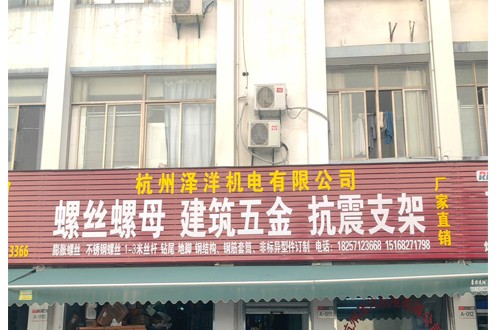 杭州泽洋机电有限公司
螺丝螺母 建筑五金 抗震支架
厂家直销
膨胀螺丝 不锈钢螺丝 1-3米丝杆 钻尾 地脚 钢结构、钢筋套筒、非标异型件订制 电话：18257123668 15168271798
3366